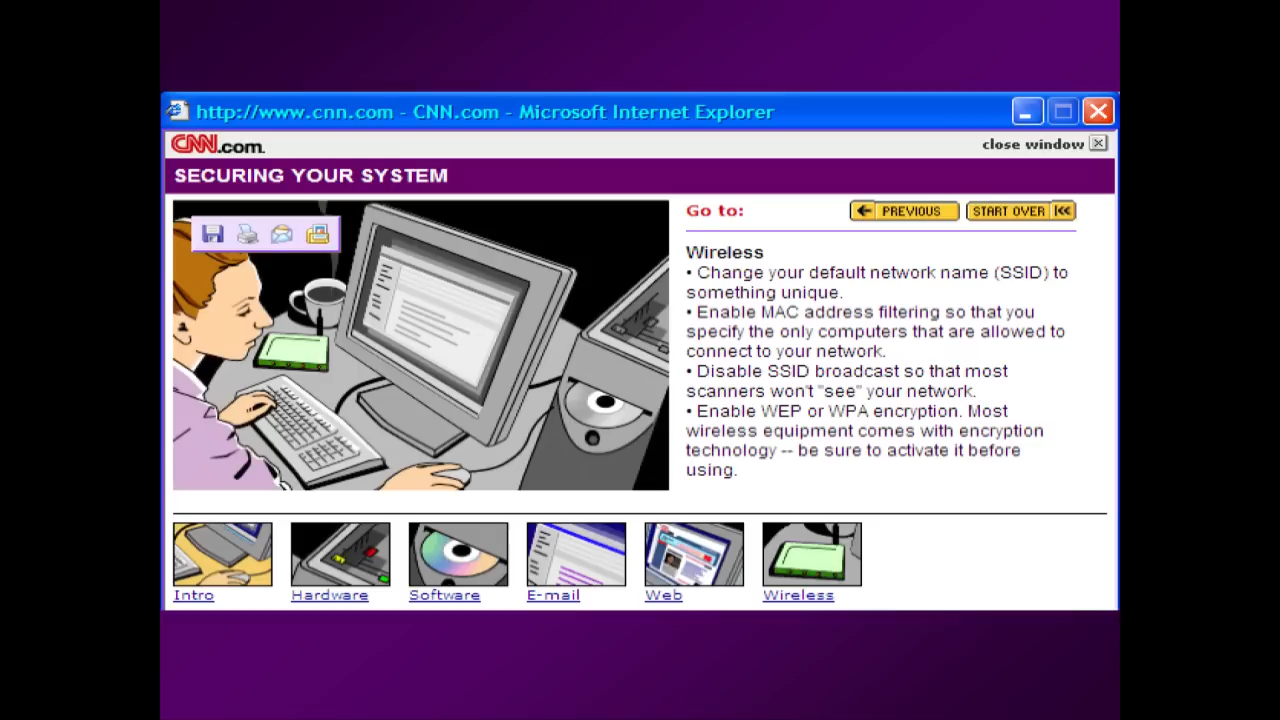 http://www.cnn.com - CNN.com - Microsoft Internet Explorer
CNN.com.
close window
SECURING YOUR SYSTEM
Go to:
PREVIOUS
START OVER
Wireless
• Change your default network name (SSID) to
something unique.
• Enable MAC address filtering so that you
specify the only computers that are allowed to
connect to your network.
• Disable SSID broadcast so that most
scanners won't "see" your network.
• Enable WEP or WPA encryption. Most
wireless equipment comes with encryption
technology -- be sure to activate it before
using.
Intro
Hardware
Software
E-mail
Web
Wireless